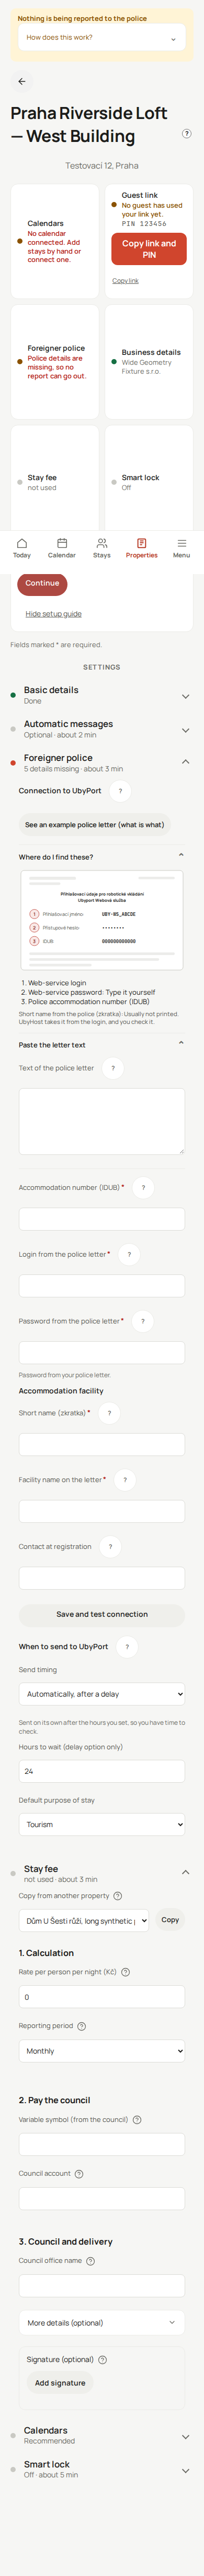 Nothing is being reported to the police
How does this work?
Praha Riverside Loft
— West Building
?
Testovací 12, Praha
Calendars
No calendar
connected. Add
stays by hand or
connect one.
Guest link
No guest has used
your link yet.
PIN 123456
Copy link and
PIN
Copy link
Foreigner police
Police details are
missing, so no
report can go out.
Business details
Wide Geometry
Fixture s.r.o.
Stay fee
not used
Smart lock
Off
Today
Calendar
Stays
Properties
Menu
Continue
Hide setup guide
Fields marked * are required.
SETTINGS
Basic details
Done
Automatic messages
Optional · about 2 min
Foreigner police
5 details missing · about 3 min
Connection to UbyPort ?
See an example police letter (what is what)
Where do I find these?
Přihlašovací údaje pro robotické vkládání
Ubyport Webová služba
1 Přihlašovací jméno: UBY-WS_ABCDE
2 Přístupové heslo: ••••••••
3 IDUB: 000000000000
1. Web-service login
2. Web-service password: Type it yourself
3. Police accommodation number (IDUB)
Short name from the police (zkratka): Usually not printed.
UbyHost takes it from the login, and you check it.
Paste the letter text
Text of the police letter ?
Accommodation number (IDUB) * ?
Login from the police letter * ?
Password from the police letter * ?
Password from your police letter.
Accommodation facility
Short name (zkratka) * ?
Facility name on the letter * ?
Contact at registration ?
Save and test connection
When to send to UbyPort ?
Send timing
Automatically, after a delay
Sent on its own after the hours you set, so you have time to
check.
Hours to wait (delay option only)
24
Default purpose of stay
Tourism
Stay fee
not used · about 3 min
Copy from another property ?
Dům U Šesti růží, long synthetic p
Copy
1. Calculation
Rate per person per night (Kč) ?
0
Reporting period ?
Monthly
2. Pay the council
Variable symbol (from the council) ?
Council account ?
3. Council and delivery
Council office name ?
More details (optional)
Signature (optional) ?
Add signature
Calendars
Recommended
Smart lock
Off · about 5 min